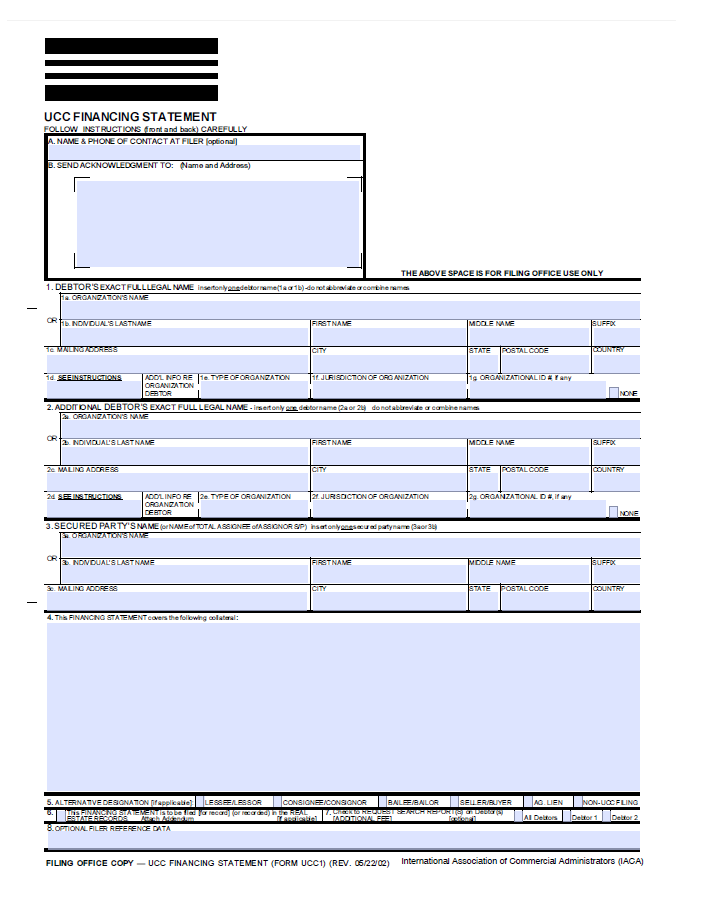 UCC FINANCING STATEMENT
FOLLOW INSTRUCTIONS (front and back) CAREFULLY
A. NAME & PHONE OF CONTACT AT FILER [optional]
B. SEND ACKNOWLEDGMENT TO: (Name and Address)
THE ABOVE SPACE IS FOR FILING OFFICE USE ONLY
1. DEBTOR'S EXACT FULL LEGAL NAME insert only one debtor name (1a or 1b) - do not abbreviate or combine names
1a. ORGANIZATION'S NAME
OR
1b. INDIVIDUAL'S LAST NAME FIRST NAME MIDDLE NAME SUFFIX
1c. MAILING ADDRESS CITY STATE POSTAL CODE COUNTRY
1d. SEE INSTRUCTIONS ADD'L INFO RE 1e. TYPE OF ORGANIZATION 1f. JURISDICTION OF ORGANIZATION 1g. ORGANIZATIONAL ID #, if any
ORGANIZATION
DEBTOR NONE
2. ADDITIONAL DEBTOR'S EXACT FULL LEGAL NAME - insert only one debtor name (2a or 2b) do not abbreviate or combine names
2a. ORGANIZATION'S NAME
OR
2b. INDIVIDUAL'S LAST NAME FIRST NAME MIDDLE NAME SUFFIX
2c. MAILING ADDRESS CITY STATE POSTAL CODE COUNTRY
2d. SEE INSTRUCTIONS ADD'L INFO RE 2e. TYPE OF ORGANIZATION 2f. JURISDICTION OF ORGANIZATION 2g. ORGANIZATIONAL ID #, if any
ORGANIZATION
DEBTOR NONE
3. SECURED PARTY'S NAME (or NAME of TOTAL ASSIGNEE of ASSIGNOR S/P) insert only one secured party name (3a or 3b)
3a. ORGANIZATION'S NAME
OR
3b. INDIVIDUAL'S LAST NAME FIRST NAME MIDDLE NAME SUFFIX
3c. MAILING ADDRESS CITY STATE POSTAL CODE COUNTRY
4. This FINANCING STATEMENT covers the following collateral:
5. ALTERNATIVE DESIGNATION [if applicable]: LESSEE/LESSOR CONSIGNEE/CONSIGNOR BAILEE/BAILOR SELLER/BUYER AG. LIEN NON-UCC FILING
6. This FINANCING STATEMENT is to be filed [for record] (or recorded) in the REAL 7. Check to REQUEST SEARCH REPORT(S) on Debtor(s)
ESTATE RECORDS. Attach Addendum [if applicable] [ADDITIONAL FEE] [optional] All Debtors Debtor 1 Debtor 2
8. OPTIONAL FILER REFERENCE DATA
FILING OFFICE COPY — UCC FINANCING STATEMENT (FORM UCC1) (REV. 05/22/02) International Association of Commercial Administrators (IACA)